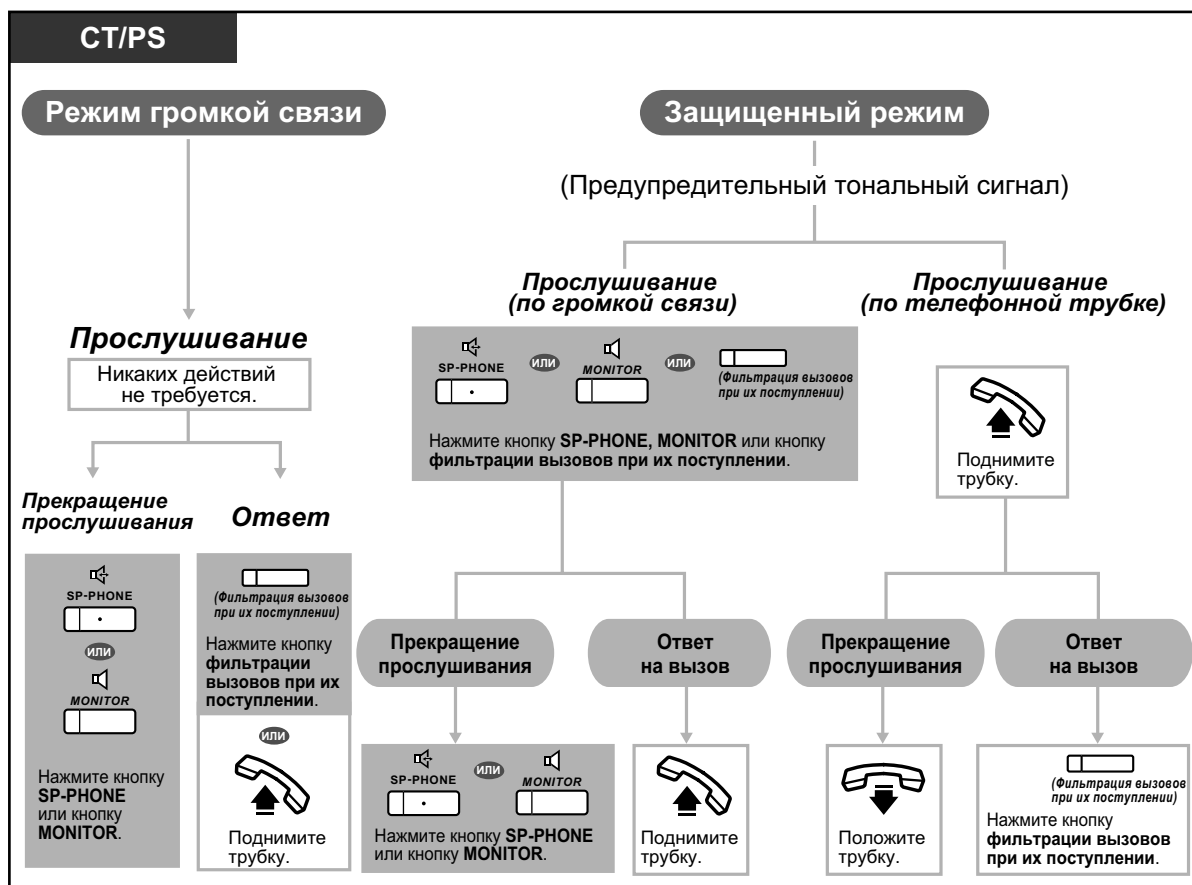 CT/PS
Режим громкой связи
Прослушивание
Никаких действий
не требуется.
Прекращение
прослушивания
SP-PHONE
или
MONITOR
Нажмите кнопку
SP-PHONE
или кнопку
MONITOR.
Ответ
(Фильтрация вызовов
при их поступлении)
Нажмите кнопку
фильтрации
вызовов при их
поступлении.
или
Поднимите
трубку.
Защищенный режим
(Предупредительный тональный сигнал)
Прослушивание
(по громкой связи)
SP-PHONE
или
MONITOR
или
(Фильтрация вызовов
при их поступлении)
Нажмите кнопку SP-PHONE, MONITOR или кнопку
фильтрации вызовов при их поступлении.
Прекращение
прослушивания
SP-PHONE
или
MONITOR
Нажмите кнопку SP-PHONE
или кнопку MONITOR.
Ответ
на вызов
Поднимите
трубку.
Прослушивание
(по телефонной трубке)
Поднимите
трубку.
Прекращение
прослушивания
Положите
трубку.
Ответ
на вызов
(Фильтрация вызовов
при их поступлении)
Нажмите кнопку
фильтрации вызовов
при их поступлении.